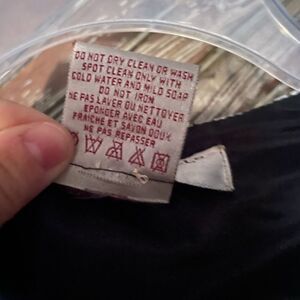 DO NOT DRY CLEAN OR WASH
SPOT CLEAN ONLY WITH
COLD WATER AND MILD SOAP
DO NOT IRON
NE PAS LAVER OU NETTOYER
EPONGER AVEC EAU
FRAICHE ET SAVON DOUX
NE PAS REPASSER